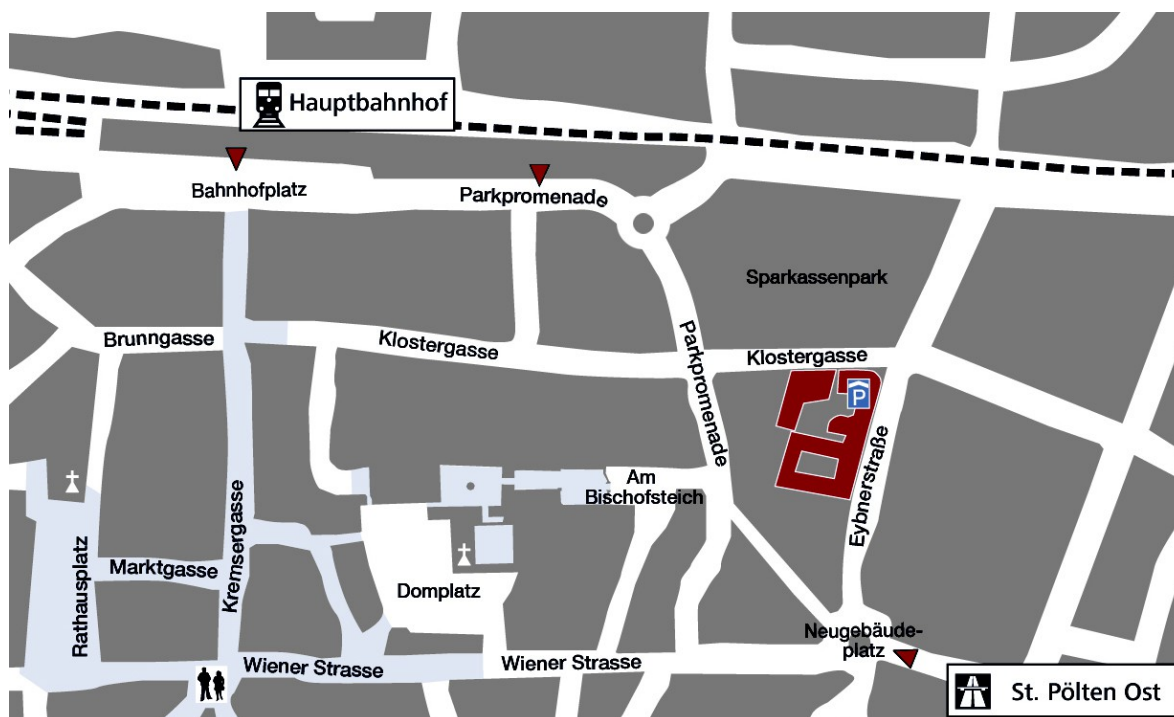 Hauptbahnhof
Bahnhofplatz
Parkpromenade
Sparkassenpark
Brunngasse
Klostergasse
Parkpromenade
Klostergasse
P
Am
Bischofsteich
Eybnerstraße
Kremsergasse
Rathausplatz
Marktgasse
Domplatz
Neugebäude-
platz
Wiener Strasse
Wiener Strasse
St. Pölten Ost